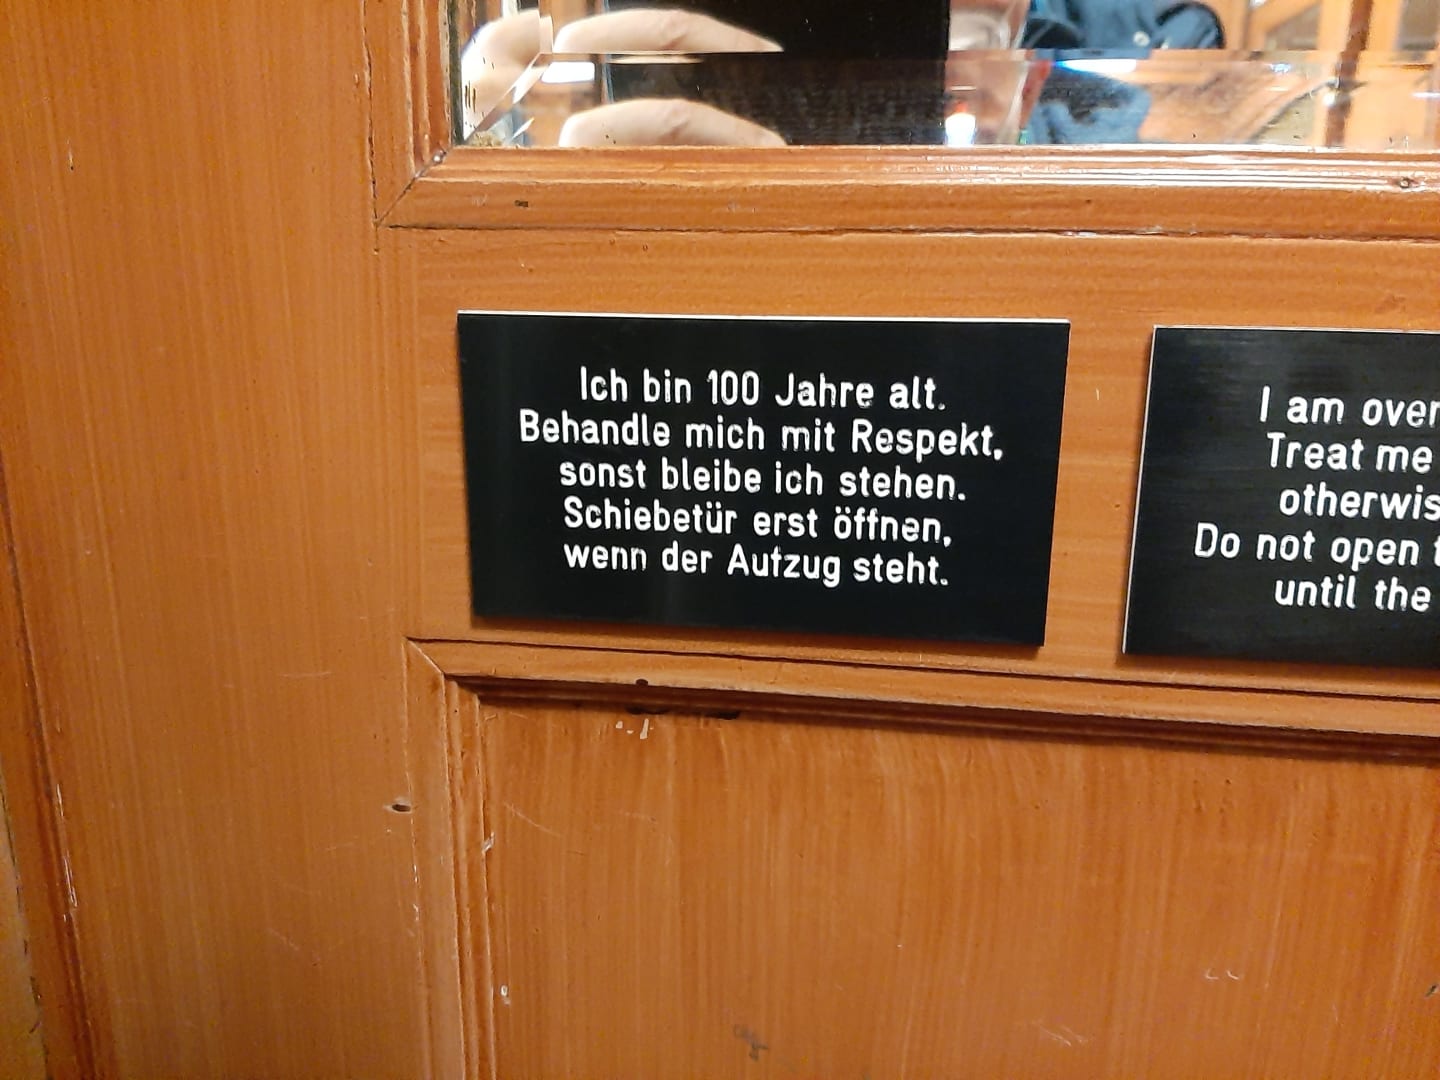 Ich bin 100 Jahre alt.
Behandle mich mit Respekt,
sonst bleibe ich stehen.
Schiebetür erst öffnen,
wenn der Aufzug steht.
I am over
Treat me
Do not open
until the